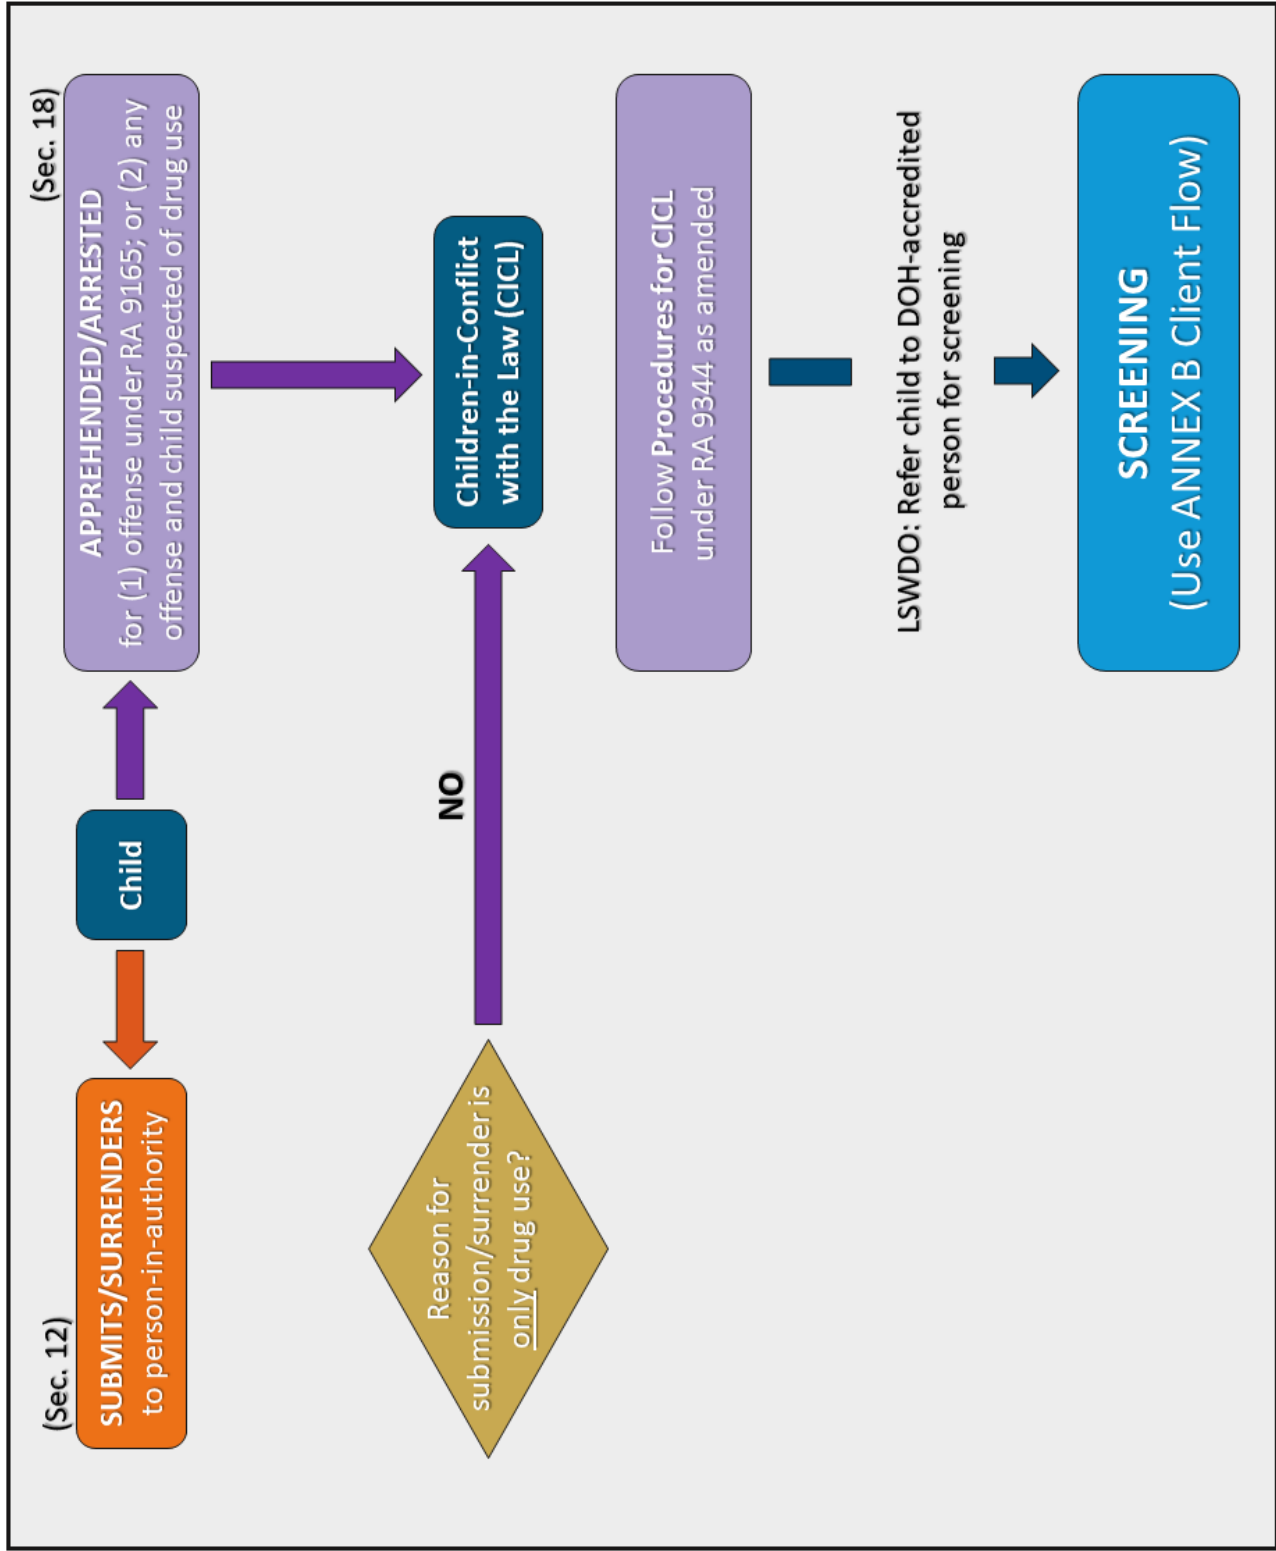 (Sec. 12)
SUBMITS/SURRENDERS
to person-in-authority
Child
(Sec. 18)
APPREHENDED/ARRESTED
for (1) offense under RA 9165; or (2) any
offense and child suspected of drug use
Reason for
submission/surrender is
only drug use?
NO
Children-in-Conflict
with the Law (CICL)
Follow Procedures for CICL
under RA 9344 as amended
LSWDO: Refer child to DOH-accredited
person for screening
SCREENING
(Use ANNEX B Client Flow)